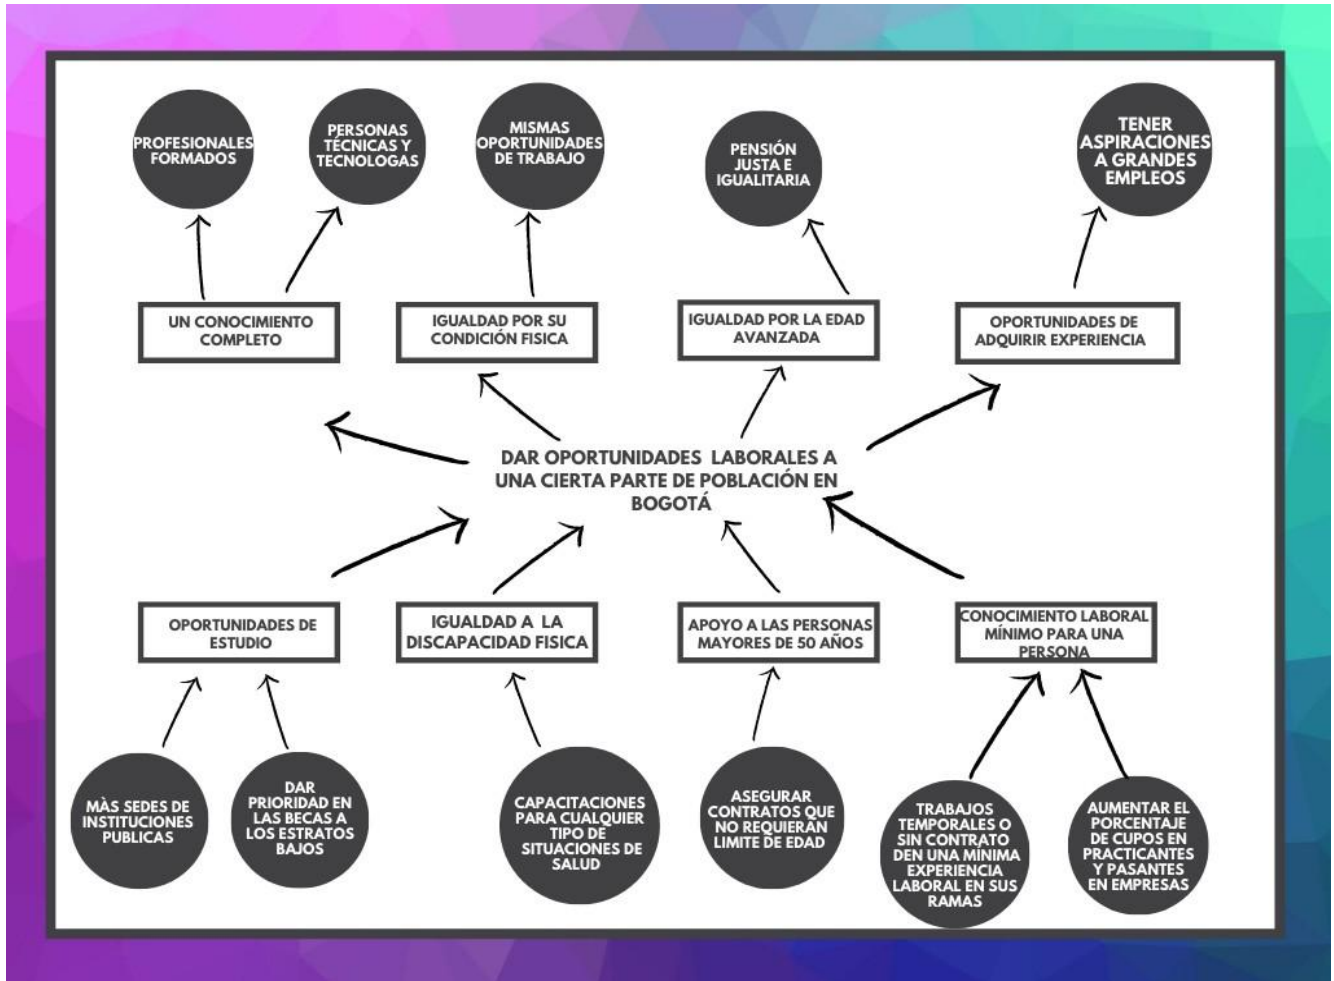 PROFESIONALES
FORMADOS
PERSONAS
TÉCNICAS Y
TECNOLOGAS
MISMAS
OPORTUNIDADES
DE TRABAJO
PENSIÓN
JUSTA E
IGUALITARIA
TENER
ASPIRACIONES
A GRANDES
EMPLEOS
UN CONOCIMIENTO
COMPLETO
IGUALDAD POR SU
CONDICIÓN FISICA
IGUALDAD POR LA EDAD
AVANZADA
OPORTUNIDADES DE
ADQUIRIR EXPERIENCIA
DAR OPORTUNIDADES LABORALES A
UNA CIERTA PARTE DE POBLACIÓN EN
BOGOTÁ
OPORTUNIDADES DE
ESTUDIO
IGUALDAD A LA
DISCAPACIDAD FISICA
APOYO A LAS PERSONAS
MAYORES DE 50 AÑOS
CONOCIMIENTO LABORAL
MÍNIMO PARA UNA
PERSONA
MÀS SEDES DE
INSTITUCIONES
PUBLICAS
DAR
PRIORIDAD EN
LAS BECAS A
LOS ESTRATOS
BAJOS
CAPACITACIONES
PARA CUALQUIER
TIPO DE
SITUACIONES DE
SALUD
ASEGURAR
CONTRATOS QUE
NO REQUIERAN
LIMITE DE EDAD
TRABAJOS
TEMPORALES O
SIN CONTRATO
DEN UNA MÍNIMA
EXPERIENCIA
LABORAL EN SUS
RAMAS
AUMENTAR EL
PORCENTAJE
DE CUPOS EN
PRACTICANTES
Y PASANTES
EN EMPRESAS